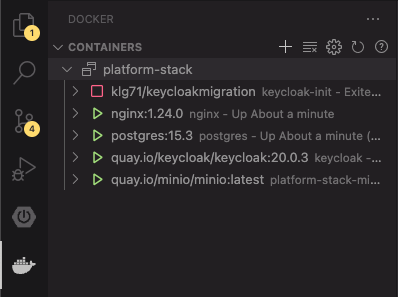 DOCKER
CONTAINERS
platform-stack
klg71/keycloakmigration keycloak-init - Exite...
nginx:1.24.0 nginx - Up About a minute
postgres:15.3 postgres - Up About a minute (...
quay.io/keycloak/keycloak:20.0.3 keycloak -...
quay.io/minio/minio:latest platform-stack-mi...
1
4